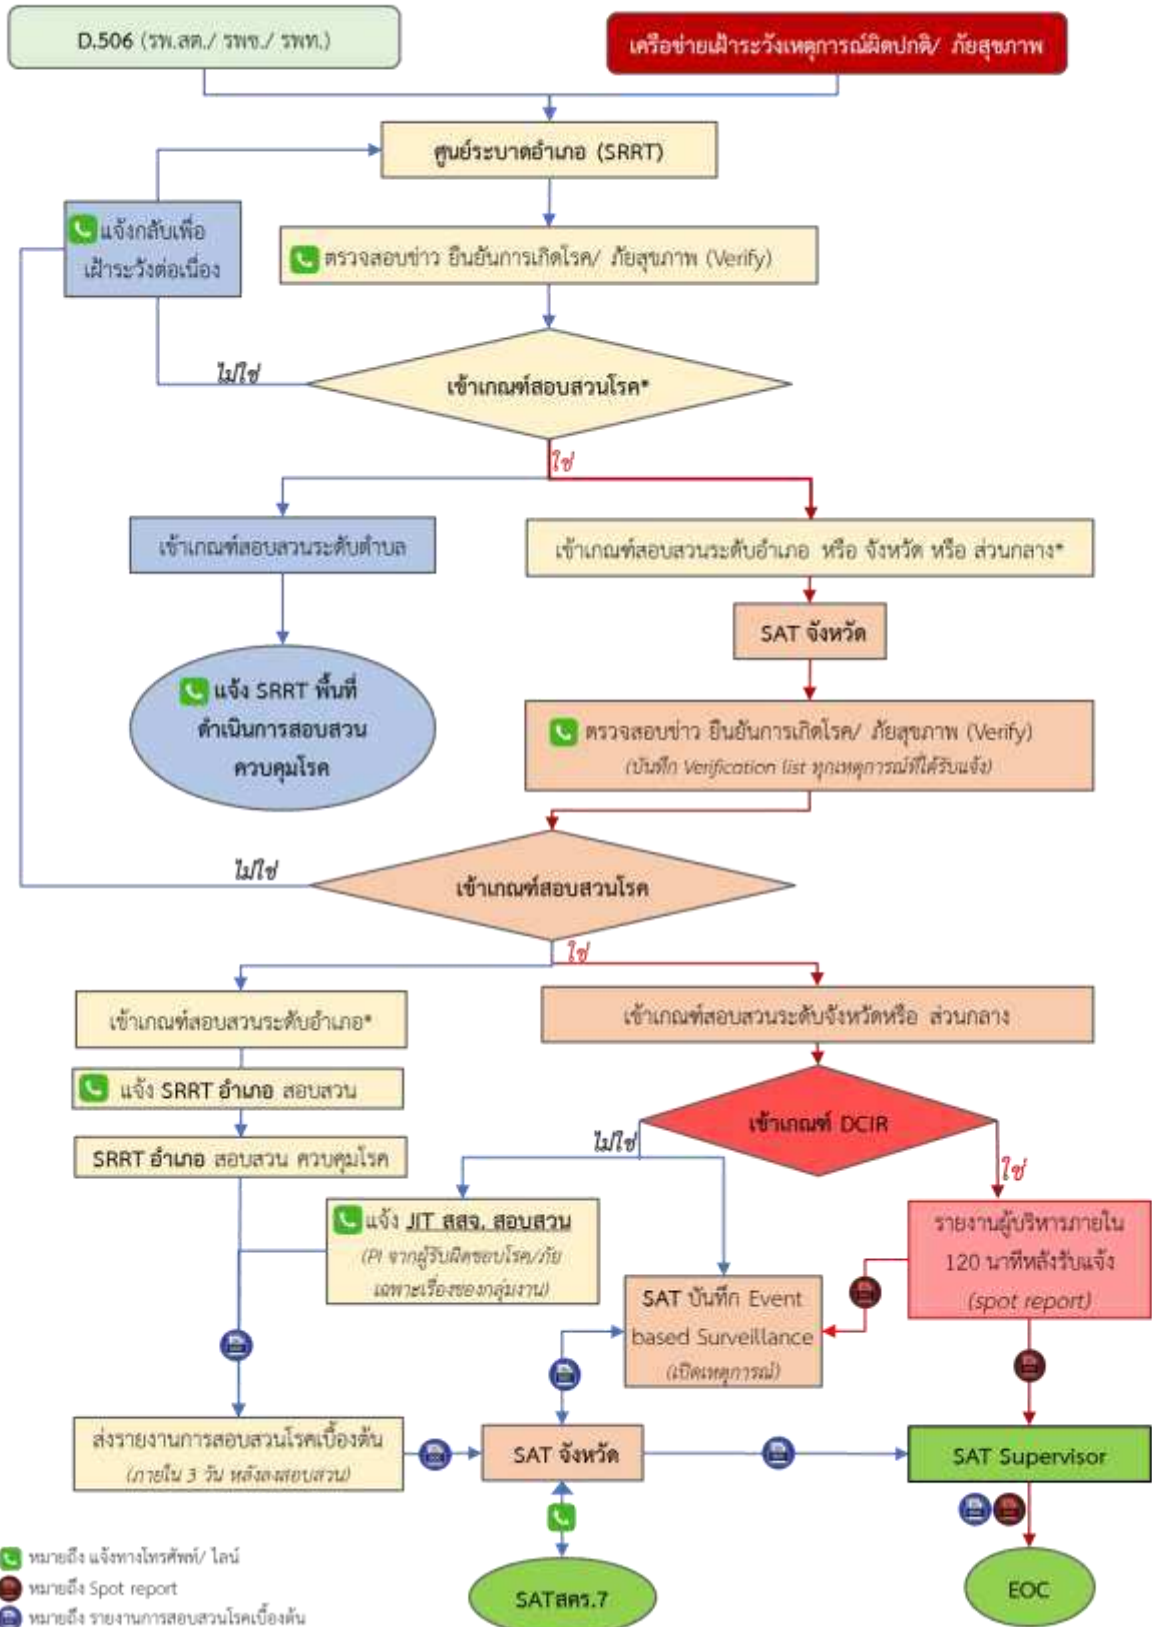 D.506 (รพ.สต./ รพช./ รพท.)
เครือข่ายเฝ้าระวังเหตุการณ์ผิดปกติ/ ภัยสุขภาพ
ศูนย์ระบาดอำเภอ (SRRT)
แจ้งกลับเพื่อ
เฝ้าระวังต่อเนื่อง
ตรวจสอบข่าว ยืนยันการเกิดโรค/ ภัยสุขภาพ (Verify)
ไม่ใช่
เข้าเกณฑ์สอบสวนโรค*
ใช่
เข้าเกณฑ์สอบสวนระดับตำบล
เข้าเกณฑ์สอบสวนระดับอำเภอ หรือ จังหวัด หรือ ส่วนกลาง*
SAT จังหวัด
แจ้ง SRRT พื้นที่
ดำเนินการสอบสวน
ควบคุมโรค
ตรวจสอบข่าว ยืนยันการเกิดโรค/ ภัยสุขภาพ (Verify)
(บันทึก Verification list ทุกเหตุการณ์ที่ได้รับแจ้ง)
ไม่ใช่
เข้าเกณฑ์สอบสวนโรค
ใช่
เข้าเกณฑ์สอบสวนระดับอำเภอ*
เข้าเกณฑ์สอบสวนระดับจังหวัดหรือ ส่วนกลาง
แจ้ง SRRT อำเภอ สอบสวน
เข้าเกณฑ์ DCIR
ไม่ใช่
SRRT อำเภอ สอบสวน ควบคุมโรค
ใช่
แจ้ง JIT สสจ. สอบสวน
(PI จากผู้รับผิดชอบโรค/ภัย
เฉพาะเรื่องของกลุ่มงาน)
รายงานผู้บริหารภายใน
120 นาทีหลังรับแจ้ง
(spot report)
SAT บันทึก Event
based Surveillance
(เปิดเหตุการณ์)
ส่งรายงานการสอบสวนโรคเบื้องต้น
(ภายใน 3 วัน หลังลงสอบสวน)
SAT จังหวัด
SAT Supervisor
SATสคร.7
EOC
หมายถึง แจ้งทางโทรศัพท์/ ไลน์
หมายถึง Spot report
หมายถึง รายงานการสอบสวนโรคเบื้องต้น